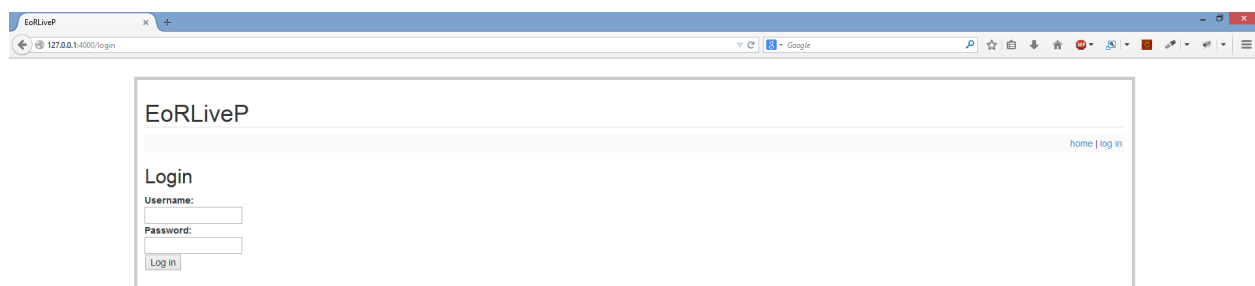 EoRLiveP
127.0.0.1:4000/login
Google
EoRLiveP
home | log in
Login
Username:
Password:
Log in